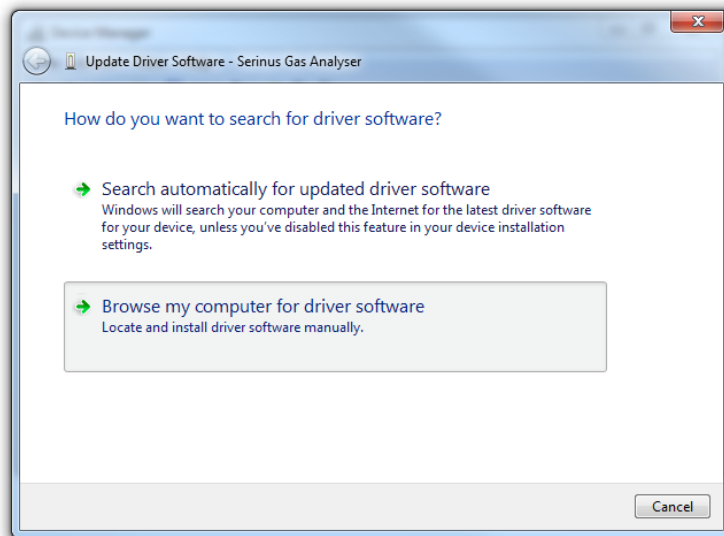 Device Manager
Update Driver Software - Serinus Gas Analyser
How do you want to search for driver software?
Search automatically for updated driver software
Windows will search your computer and the Internet for the latest driver software
for your device, unless you've disabled this feature in your device installation
settings.
Browse my computer for driver software
Locate and install driver software manually.
Cancel